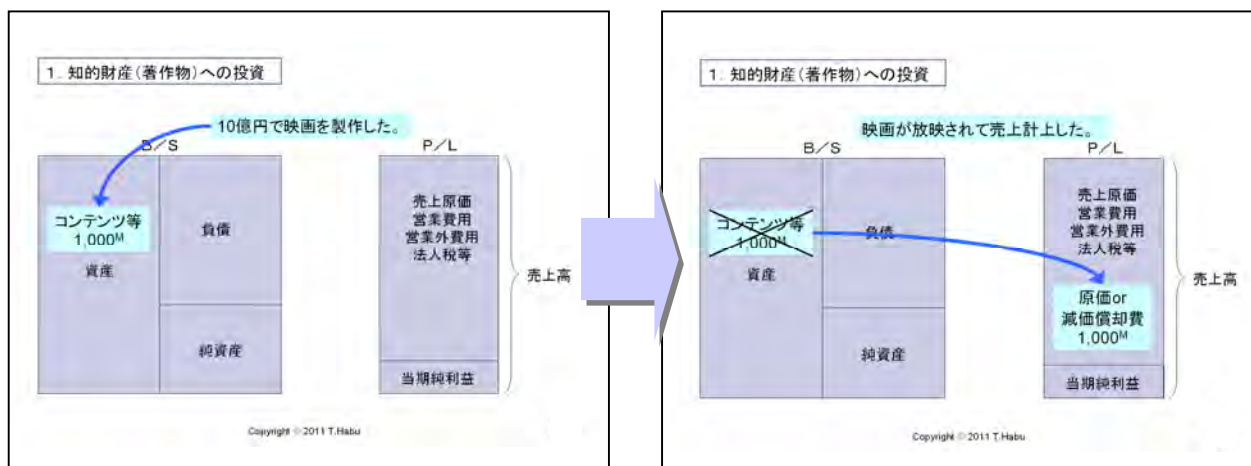 1. 知的財産(著作物)への投資
10億円で映画を製作した。
B/S
P/L
コンテンツ等
1,000M
資産
負債
純資産
売上原価
営業費用
営業外費用
法人税等
当期純利益
売上高
Copyright © 2011 T.Habu
1. 知的財産(著作物)への投資
映画が放映されて売上計上した。
B/S
P/L
コンテンツ等
1,000M
資産
負債
純資産
売上原価
営業費用
営業外費用
法人税等
原価or
減価償却費
1,000M
当期純利益
売上高
Copyright © 2011 T.Habu